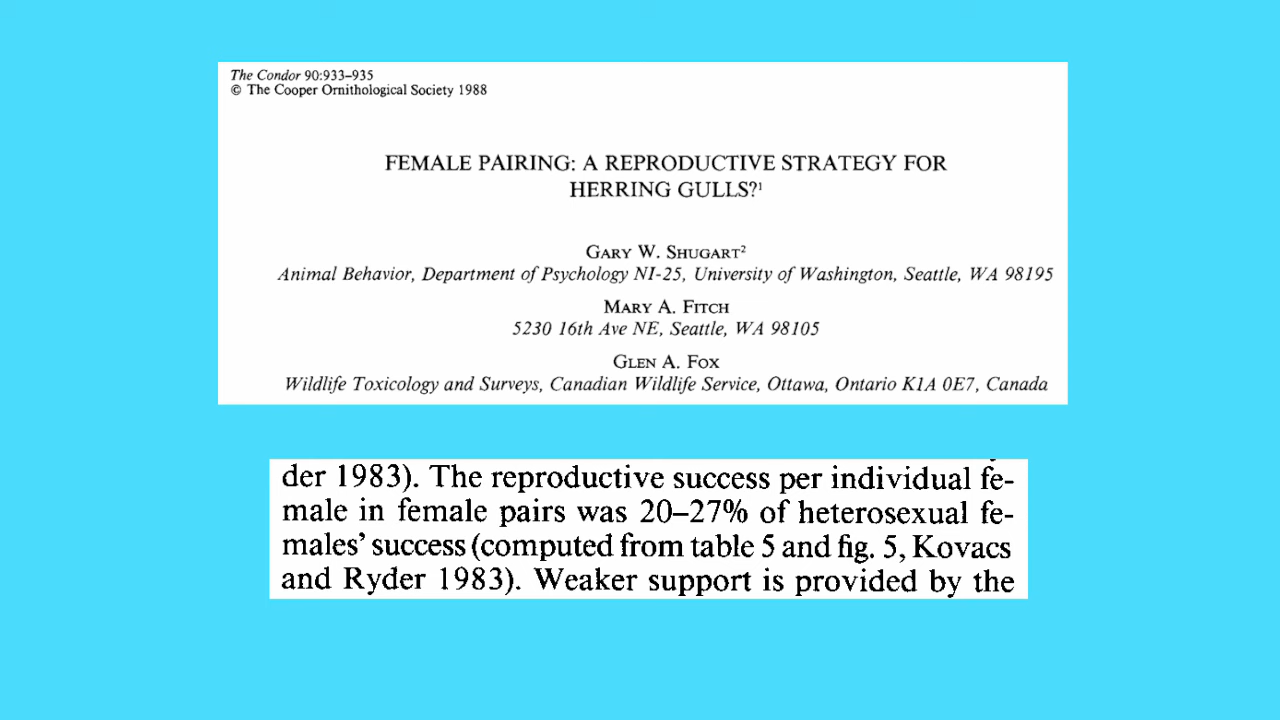 The Condor 90:933–935
© The Cooper Ornithological Society 1988
FEMALE PAIRING: A REPRODUCTIVE STRATEGY FOR
HERRING GULLS?¹
GARY W. SHUGART²
Animal Behavior, Department of Psychology NI-25, University of Washington, Seattle, WA 98195
MARY A. FITCH
5230 16th Ave NE, Seattle, WA 98105
GLEN A. FOX
Wildlife Toxicology and Surveys, Canadian Wildlife Service, Ottawa, Ontario K1A 0E7, Canada
der 1983). The reproductive success per individual fe-
male in female pairs was 20–27% of heterosexual fe-
males' success (computed from table 5 and fig. 5, Kovacs
and Ryder 1983). Weaker support is provided by the